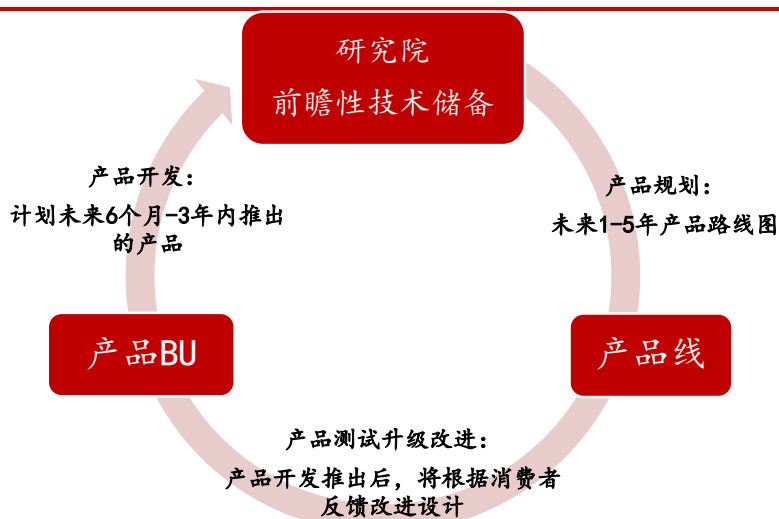 研究院
前瞻性技术储备
产品开发：
计划未来6个月-3年内推出
的产品
产品规划：
未来1-5年产品路线图
产品BU
产品线
产品测试升级改进：
产品开发推出后，将根据消费者
反馈改进设计